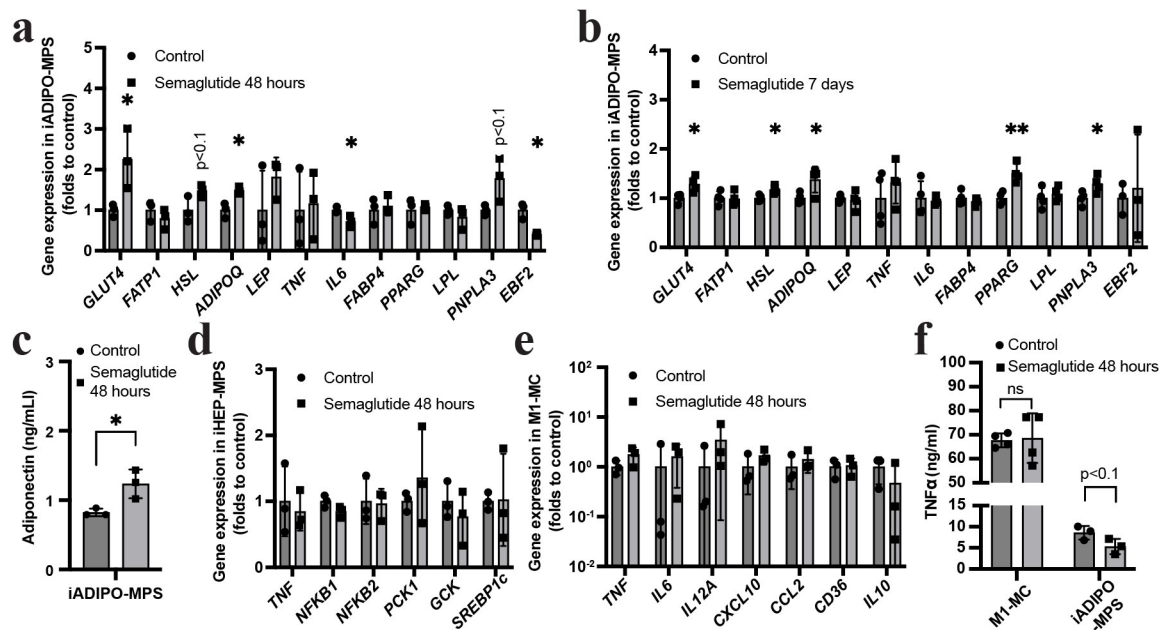 a
Gene expression in iADIPO-MPS
(folds to control)
5
4
3
2
1
0
Control
Semaglutide 48 hours
*
p<0.1
*
*
p<0.1
*
GLUT4
FATP1
HSL
ADIPOQ
LEP
TNF
IL6
FABP4
PPARG
LPL
PNPLA3
EBF2
b
Gene expression in iADIPO-MPS
(folds to control)
4
3
2
1
0
Control
Semaglutide 7 days
*
*
*
**
*
GLUT4
FATP1
HSL
ADIPOQ
LEP
TNF
IL6
FABP4
PPARG
LPL
PNPLA3
EBF2
c
Adiponectin (ng/mLl)
3
2
1
0
Control
Semaglutide
48 hours
*
iADIPO-MPS
d
Gene expression in iHEP-MPS
(folds to control)
3
2
1
0
Control
Semaglutide 48 hours
TNF
NFKB1
NFKB2
PCK1
GCK
SREBP1c
e
Gene expression in M1-MC
(folds to control)
10²
10¹
10⁰
10⁻¹
10⁻²
Control
Semaglutide 48 hours
TNF
IL6
IL12A
CXCL10
CCL2
CD36
IL10
f
TNFα (ng/ml)
100
90
80
70
60
50
15
10
5
0
Control
Semaglutide 48 hours
ns
p<0.1
M1-MC
iADIPO
-MPS